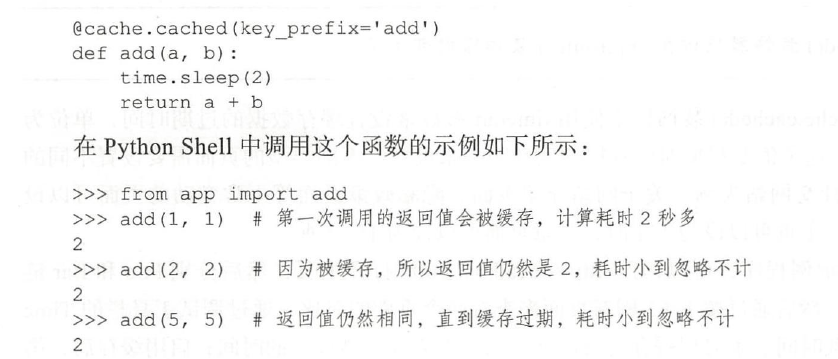 @cache.cached(key_prefix='add')
def add(a, b):
    time.sleep(2)
    return a + b
在 Python Shell 中调用这个函数的示例如下所示：
>>> from app import add
>>> add(1, 1)  # 第一次调用的返回值会被缓存，计算耗时 2 秒多
2
>>> add(2, 2)  # 因为被缓存，所以返回值仍然是 2，耗时小到忽略不计
2
>>> add(5, 5)  # 返回值仍然相同，直到缓存过期，耗时小到忽略不计
2